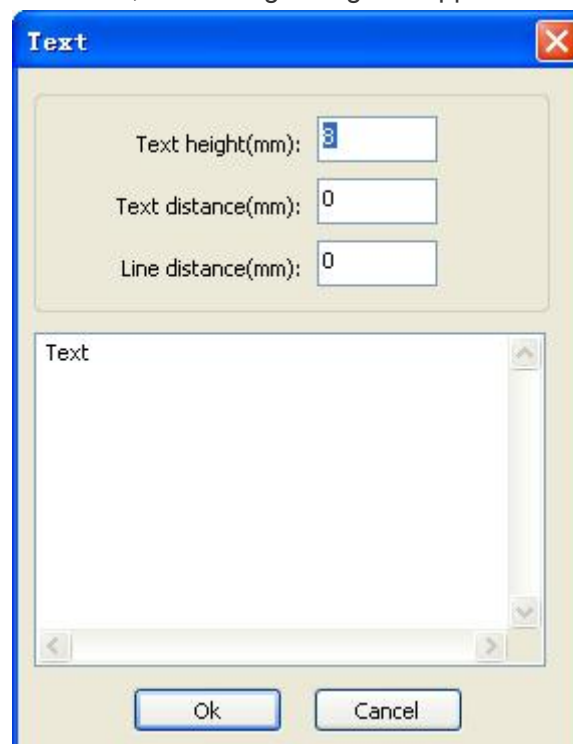 Text
Text height(mm): 8
Text distance(mm): 0
Line distance(mm): 0
Text
Ok Cancel